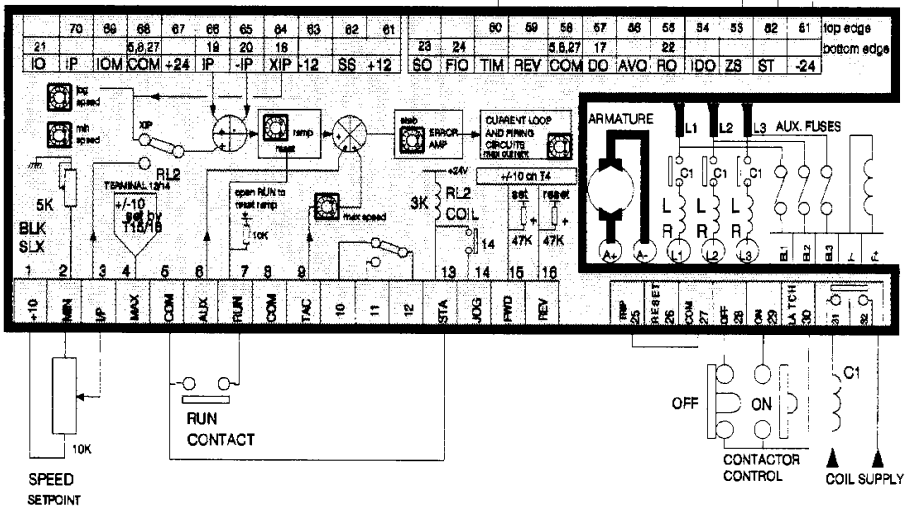 70 69 68 67 66 65 64 63 62 61
60 59 58 57 56 55 54 53 52 51 top edge
21 5,8,27 19 20 18
23 24 5,8,27 17 22 bottom edge
IO IP IOM COM +24 IP -IP XIP -12 SS +12
SO FIO TIM REV COM DO AVO RO IDO ZS ST -24
jog
speed
min
speed
XIP
RL2
ramp
reset
open RUN to
reset ramp
10K
stab
ERROR
AMP
CURRENT LOOP
AND FIRING
CIRCUITS
max current
max speed
+24V
3K
RL2
COIL
14
+/-10 on T4
set reset
47K 47K
ARMATURE
L1 L2 L3 AUX. FUSES
C1 C1 C1
L L L
R R R
A+ A- L1 L2 L3 EL1 EL2 EL3 F- F+
5K
BLK
SLX
TERMINAL 13/14
+/-10
set by
T15/16
1 2 3 4 5 6 7 8 9 10 11 12 13 14 15 16
+10 MIN I/P MAX COM AUX RUN COM TAC STA JOG FWD REV
TRIP 25
RESET 26
COM 27
OFF 28
ON 29
LATCH 30
31
32
10K
SPEED
SETPOINT
RUN
CONTACT
OFF ON
CONTACTOR
CONTROL
C1
COIL SUPPLY